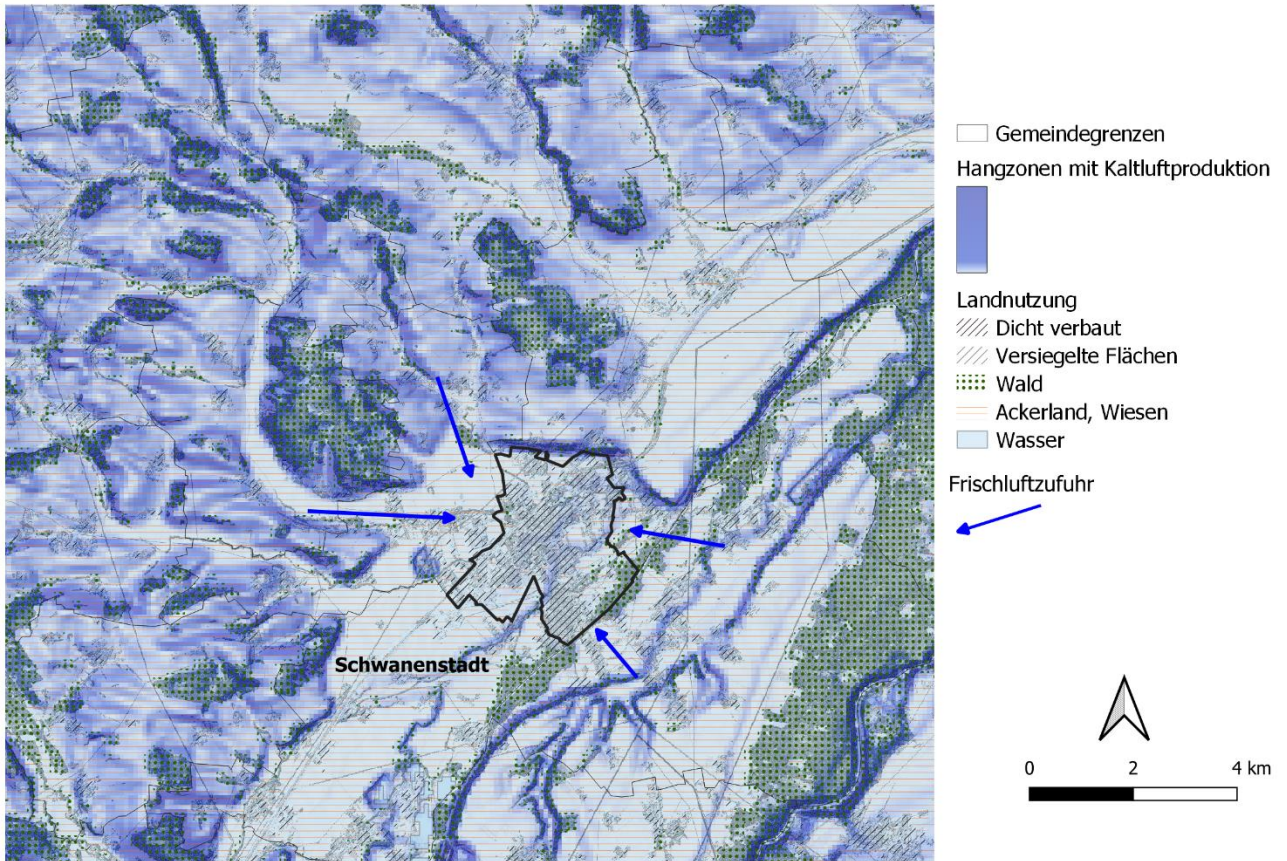 Schwanenstadt
Gemeindegrenzen
Hangzonen mit Kaltluftproduktion
Landnutzung
Dicht verbaut
Versiegelte Flächen
Wald
Ackerland, Wiesen
Wasser
Frischluftzufuhr
0 2 4 km